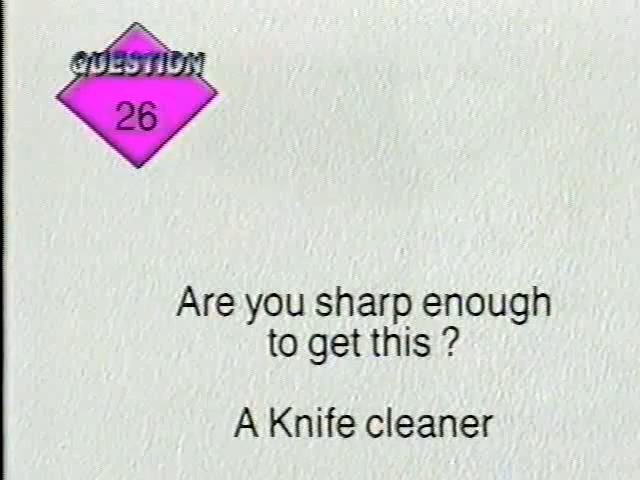 QUESTION
26
Are you sharp enough
to get this ?
A Knife cleaner